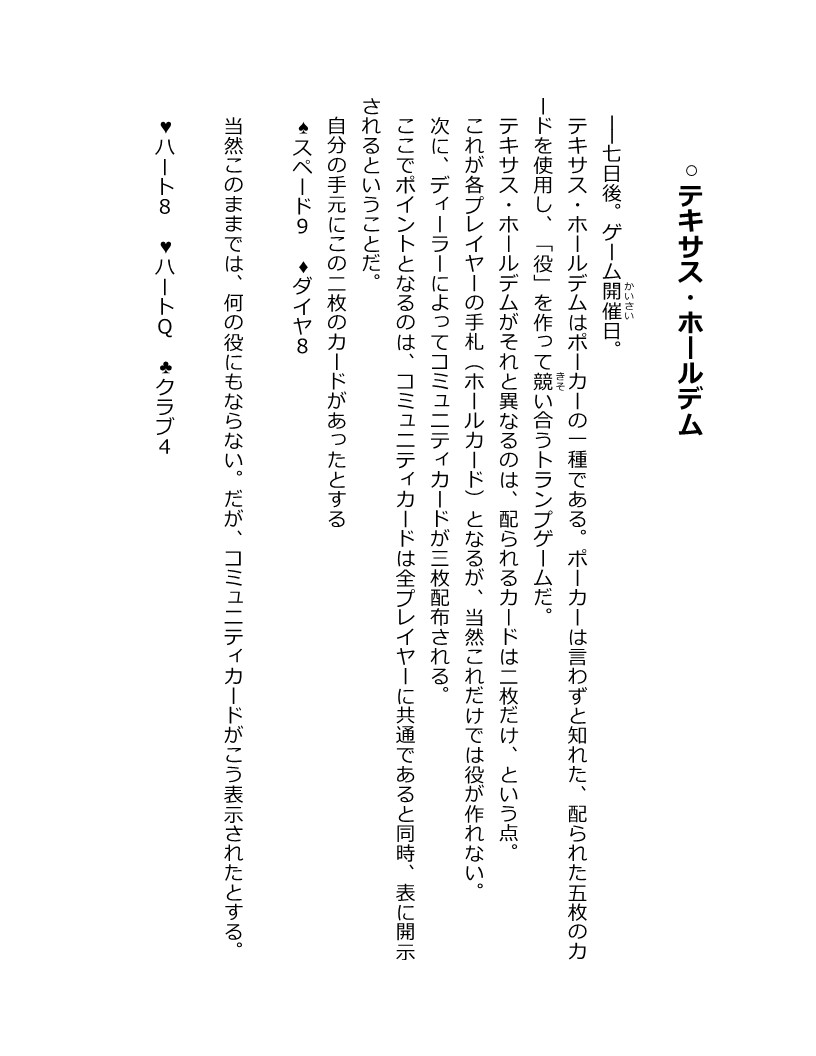 ○テキサス・ホールデム
――七日後。ゲーム開催日。
テキサス・ホールデムはポーカーの一種である。ポーカーは言わずと知れた、配られた五枚のカ
ードを使用し、「役」を作って競い合うトランプゲームだ。
テキサス・ホールデムがそれと異なるのは、配られるカードは二枚だけ、という点。
これが各プレイヤーの手札（ホールカード）となるが、当然これだけでは役が作れない。
次に、ディーラーによってコミュニティカードが三枚配布される。
ここでポイントとなるのは、コミュニティカードは全プレイヤーに共通であると同時、表に開示
されるということだ。
自分の手元にこの二枚のカードがあったとする
♠スペード9　♦ダイヤ8
当然このままでは、何の役にもならない。だが、コミュニティカードがこう表示されたとする。
♥ハート8　♥ハートQ　♣クラブ4